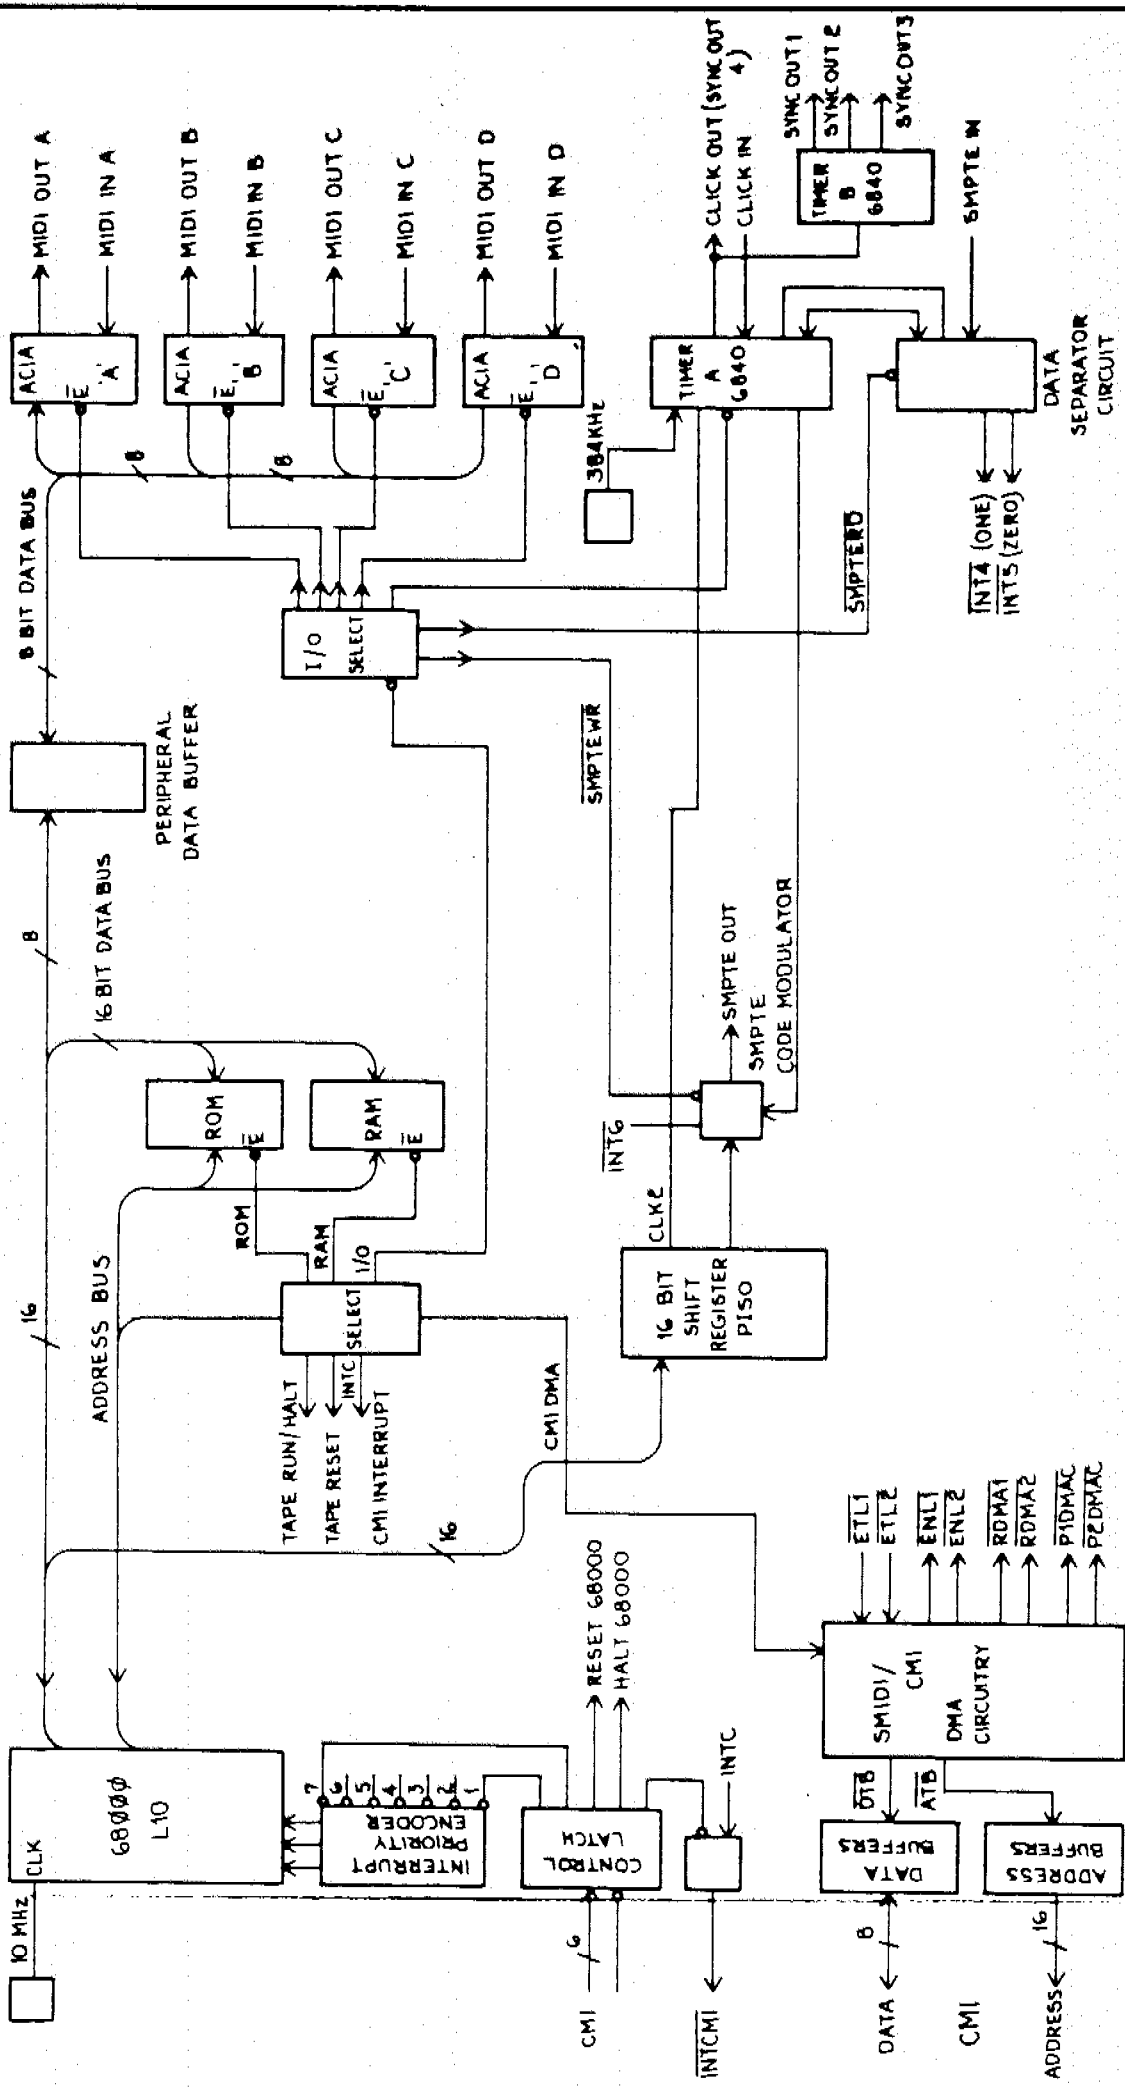 10 MHz
CLK
68000
L10
INTERRUPT
PRIORITY
ENCODER
7
6
5
4
3
2
1
CONTROL
LATCH
CMI
6
RESET 68000
HALT 68000
INTC
INTCMI
16
ADDRESS BUS
16
TAPE RUN/HALT
TAPE RESET
INTC
CMI INTERRUPT
SELECT
ROM
RAM
I/O
ROM
E
RAM
E
16 BIT DATA BUS
8
PERIPHERAL
DATA BUFFER
8 BIT DATA BUS
8
8
I/O
SELECT
ACIA
E
'A'
MIDI OUT A
MIDI IN A
ACIA
E
'B'
MIDI OUT B
MIDI IN B
ACIA
E
'C'
MIDI OUT C
MIDI IN C
ACIA
E
'D'
MIDI OUT D
MIDI IN D
384KHz
TIMER
A
6840
CLICK OUT (SYNC OUT
4)
CLICK IN
TIMER
B
6840
SYNC OUT 1
SYNC OUT 2
SYNC OUT 3
SMPTE IN
DATA
SEPARATOR
CIRCUIT
INT4 (ONE)
INT5 (ZERO)
SMPTERD
SMPTEWR
SMPTE OUT
SMPTE
CODE MODULATOR
INT6
CLK2
16 BIT
SHIFT
REGISTER
PISO
CMI DMA
SMIDI/
CMI
DMA
CIRCUITRY
ETL1
ETL2
ENL1
ENL2
RDMA1
RDMA2
P1DMAC
P2DMAC
DTB
ATB
DATA
BUFFERS
ADDRESS
BUFFERS
8
16
DATA
CMI
ADDRESS